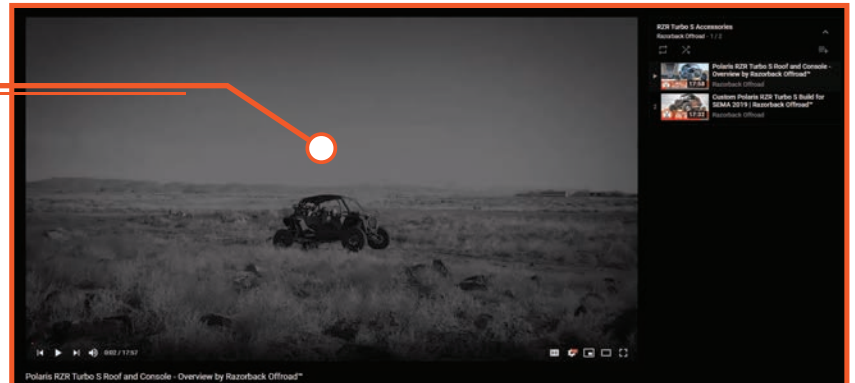 RZR Turbo S Accessories
Razorback Offroad - 1 / 2
Polaris RZR Turbo S Roof and Console -
Overview by Razorback Offroad™
Razorback Offroad
17:58
Custom Polaris RZR Turbo S Build for
SEMA 2019 | Razorback Offroad™
Razorback Offroad
17:32
0:02 / 17:57
Polaris RZR Turbo S Roof and Console - Overview by Razorback Offroad™